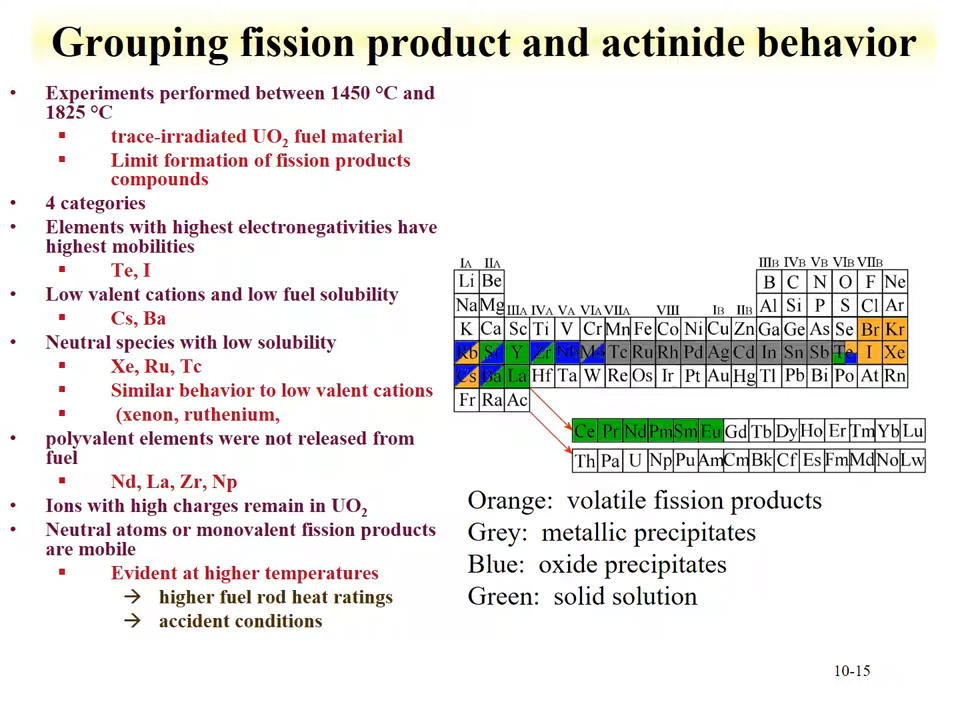 Grouping fission product and actinide behavior
• Experiments performed between 1450 °C and
1825 °C
▪ trace-irradiated UO2 fuel material
▪ Limit formation of fission products
compounds
• 4 categories
• Elements with highest electronegativities have
highest mobilities
▪ Te, I
• Low valent cations and low fuel solubility
▪ Cs, Ba
• Neutral species with low solubility
▪ Xe, Ru, Tc
▪ Similar behavior to low valent cations
▪ (xenon, ruthenium,
• polyvalent elements were not released from
fuel
▪ Nd, La, Zr, Np
• Ions with high charges remain in UO2
• Neutral atoms or monovalent fission products
are mobile
▪ Evident at higher temperatures
→ higher fuel rod heat ratings
→ accident conditions
IA IIA IIIB IVB VB VIB VIIB
Li Be B C N O F Ne
Na Mg IIIA IVA VA VIA VIIA VIII IB IIB Al Si P S Cl Ar
K Ca Sc Ti V Cr Mn Fe Co Ni Cu Zn Ga Ge As Se Br Kr
Rb Sr Y Zr Nb Mo Tc Ru Rh Pd Ag Cd In Sn Sb Te I Xe
Cs Ba La Hf Ta W Re Os Ir Pt Au Hg Tl Pb Bi Po At Rn
Fr Ra Ac
Ce Pr Nd Pm Sm Eu Gd Tb Dy Ho Er Tm Yb Lu
Th Pa U Np Pu Am Cm Bk Cf Es Fm Md No Lw
Orange: volatile fission products
Grey: metallic precipitates
Blue: oxide precipitates
Green: solid solution
10-15